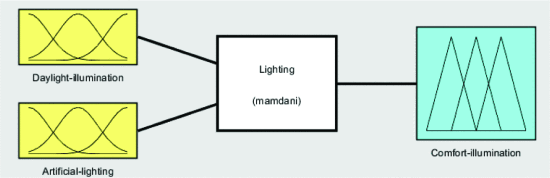 Daylight-illumination
Artificial-lighting
Lighting
(mamdani)
Comfort-illumination